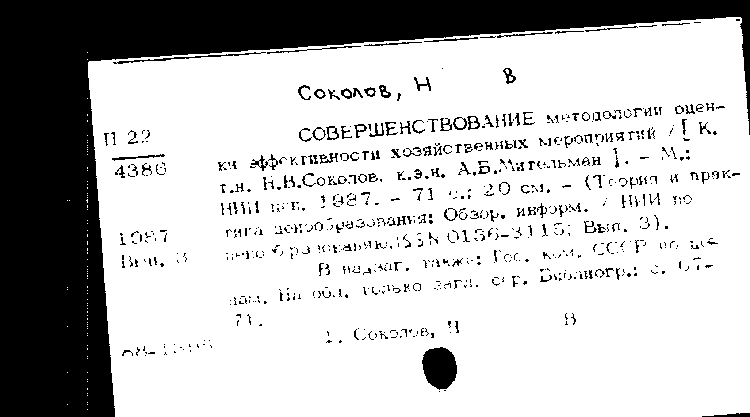 Соколов, Н В
П 22
4386
1987
Вып. 3
СОВЕРШЕНСТВОВАНИЕ методологии оцен-
ки эффективности хозяйственных мероприятий / [ К.
т.н. Н.В.Соколов, к.э.н. А.Б.Мительман ]. - М.:
НИИ цен. 1987. - 71 с.; 20 см. - (Теория и прак-
тика ценообразования: Обзор. информ. / НИИ по
ценообразованию, ISSN 0136-3115; Вып. 3).
В надзаг. также: Гос. ком. СССР по це-
нам. На обл. только загл. сер. Библиогр.: с. 67-
71.
1. Соколов, Н В